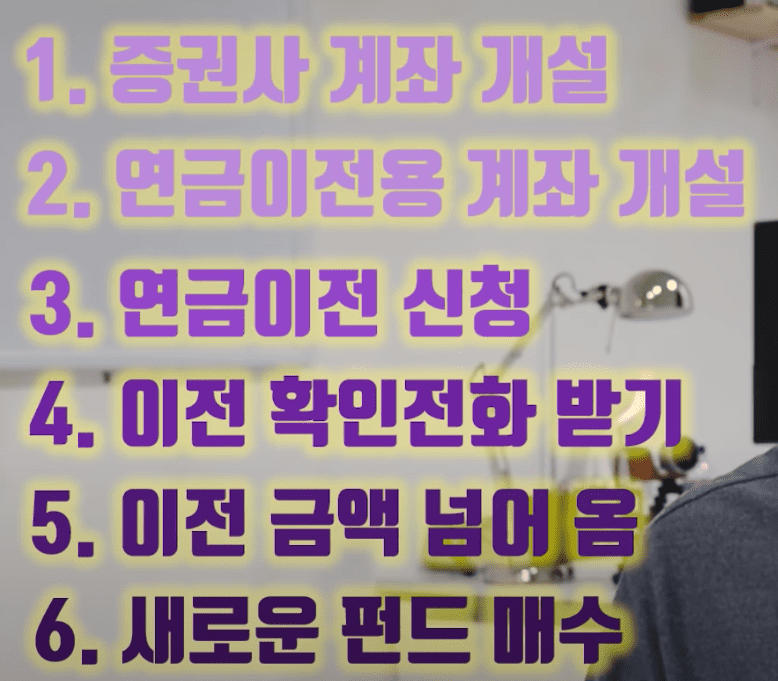 1. 증권사 계좌 개설
2. 연금이전용 계좌 개설
3. 연금이전 신청
4. 이전 확인전화 받기
5. 이전 금액 넘어 옴
6. 새로운 펀드 매수